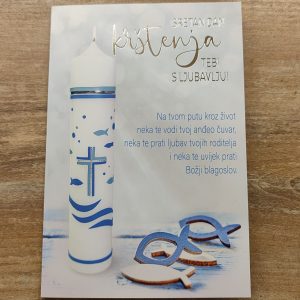 SRETAN DAN
krštenja
TEBI
S LJUBAVLJU!
Na tvom putu kroz život
neka te vodi tvoj anđeo čuvar,
neka te prati ljubav tvojih roditelja
i neka te uvijek prati
Božji blagoslov